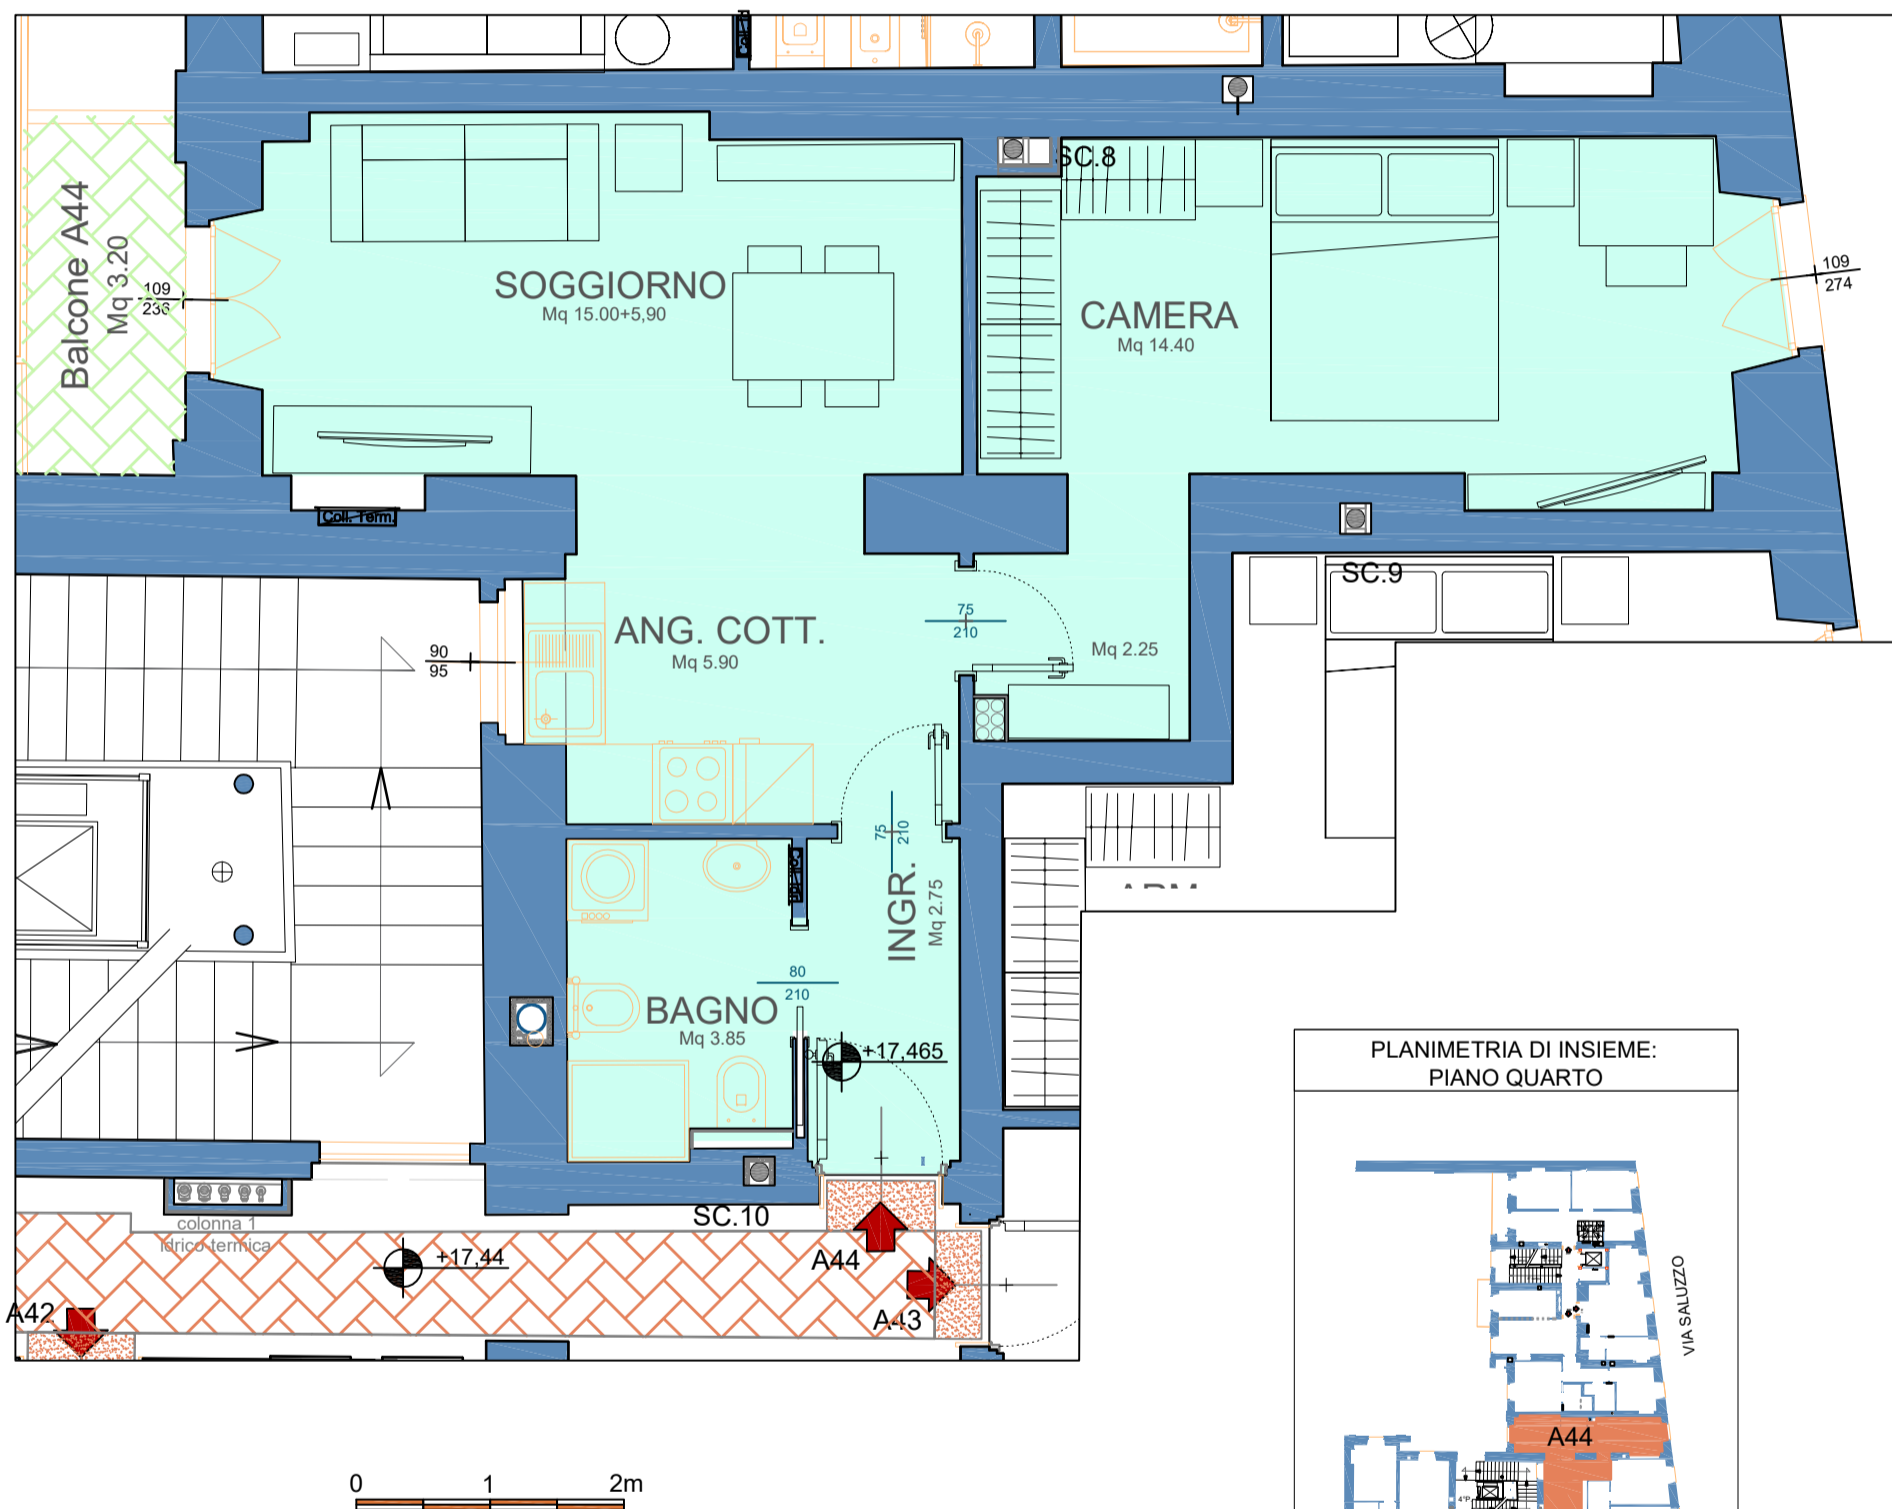 SC.8
Balcone A44
Mq 3.20
109
236
SOGGIORNO
Mq 15.00+5,90
CAMERA
Mq 14.40
109
274
Coll. Term.
SC.9
ANG. COTT.
Mq 5.90
75
210
Mq 2.25
90
95
75
210
INGR.
Mq 2.75
80
210
BAGNO
Mq 3.85
+17,465
SC.10
colonna 1
idrico-termica
+17,44
A44
A43
A42
0 1 2m
PLANIMETRIA DI INSIEME:
PIANO QUARTO
VIA SALUZZO
A44
4°P